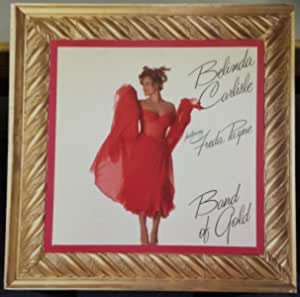 Belinda
Carlisle
featuring Freda Payne
Band
of Gold